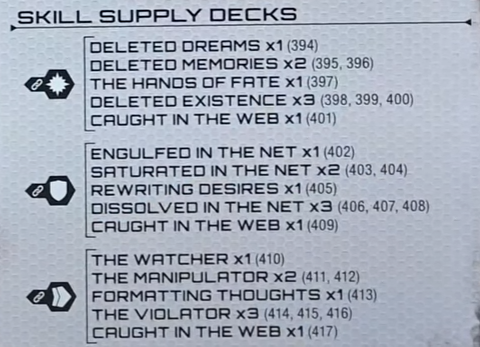 SKILL SUPPLY DECKS
DELETED DREAMS x1 (394)
DELETED MEMORIES x2 (395, 396)
THE HANDS OF FATE x1 (397)
DELETED EXISTENCE x3 (398, 399, 400)
CAUGHT IN THE WEB x1 (401)
ENGULFED IN THE NET x1 (402)
SATURATED IN THE NET x2 (403, 404)
REWRITING DESIRES x1 (405)
DISSOLVED IN THE NET x3 (406, 407, 408)
CAUGHT IN THE WEB x1 (409)
THE WATCHER x1 (410)
THE MANIPULATOR x2 (411, 412)
FORMATTING THOUGHTS x1 (413)
THE VIOLATOR x3 (414, 415, 416)
CAUGHT IN THE WEB x1 (417)